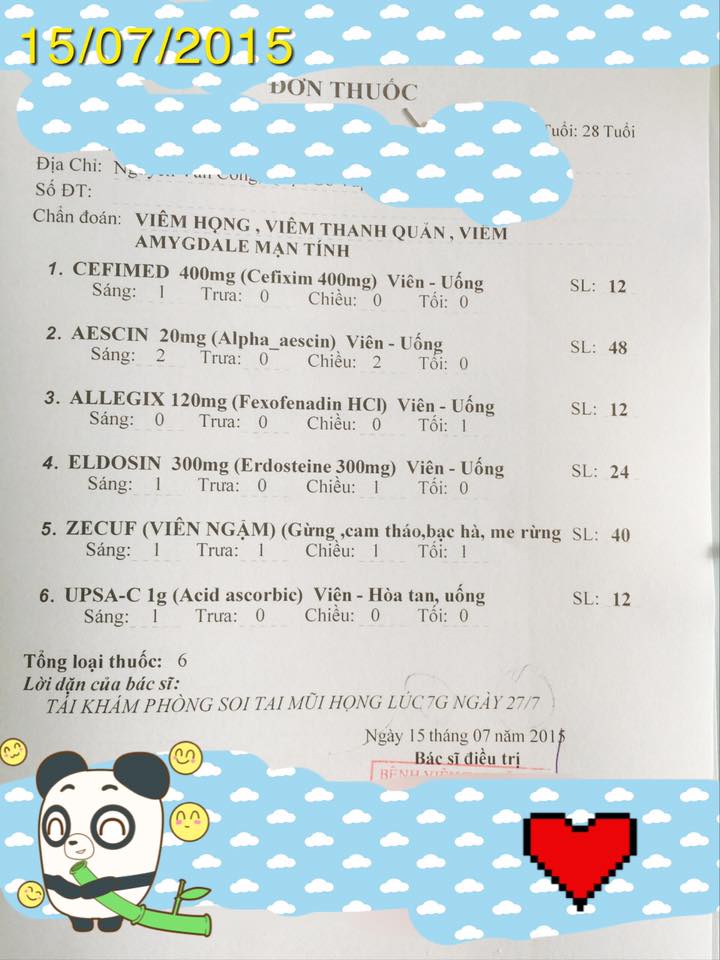 15/07/2015
ĐƠN THUỐC
Tuổi: 28 Tuổi
Địa Chỉ:
Số ĐT:
Chẩn đoán: VIÊM HỌNG , VIÊM THANH QUẢN , VIÊM
AMYGDALE MẠN TÍNH
1. CEFIMED 400mg (Cefixim 400mg) Viên - Uống SL: 12
Sáng: 1 Trưa: 0 Chiều: 0 Tối: 0
2. AESCIN 20mg (Alpha_aescin) Viên - Uống SL: 48
Sáng: 2 Trưa: 0 Chiều: 2 Tối: 0
3. ALLEGIX 120mg (Fexofenadin HCl) Viên - Uống SL: 12
Sáng: 0 Trưa: 0 Chiều: 0 Tối: 1
4. ELDOSIN 300mg (Erdosteine 300mg) Viên - Uống SL: 24
Sáng: 1 Trưa: 0 Chiều: 1 Tối: 0
5. ZECUF (VIÊN NGẬM) (Gừng ,cam thảo,bạc hà, me rừng SL: 40
Sáng: 1 Trưa: 1 Chiều: 1 Tối: 1
6. UPSA-C 1g (Acid ascorbic) Viên - Hòa tan, uống SL: 12
Sáng: 1 Trưa: 0 Chiều: 0 Tối: 0
Tổng loại thuốc: 6
Lời dặn của bác sĩ:
TÁI KHÁM PHÒNG SOI TAI MŨI HỌNG LÚC 7G NGÀY 27/7
Ngày 15 tháng 07 năm 2015
Bác sĩ điều trị
BỆNH VIỆN